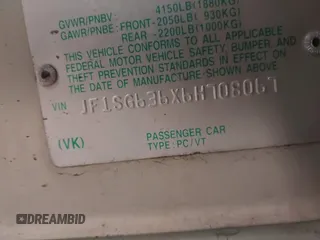 GVWR/PNBV: 4150LB(1880KG)
GAWR/PNBE: FRONT-2050LB( 930KG)
REAR -2200LB(1000KG)
THIS VEHICLE CONFORMS TO ALL APPLICABLE
FEDERAL MOTOR VEHICLE SAFETY, BUMPER, AND
THEFT PREVENTION STANDARDS IN EFFECT ON
THE DATE OF MANUFACTURE SHOWN ABOVE.
VIN JF1SG639X9H
PASSENGER CAR
(VK) TYPE: PC/VT
DREAMBID